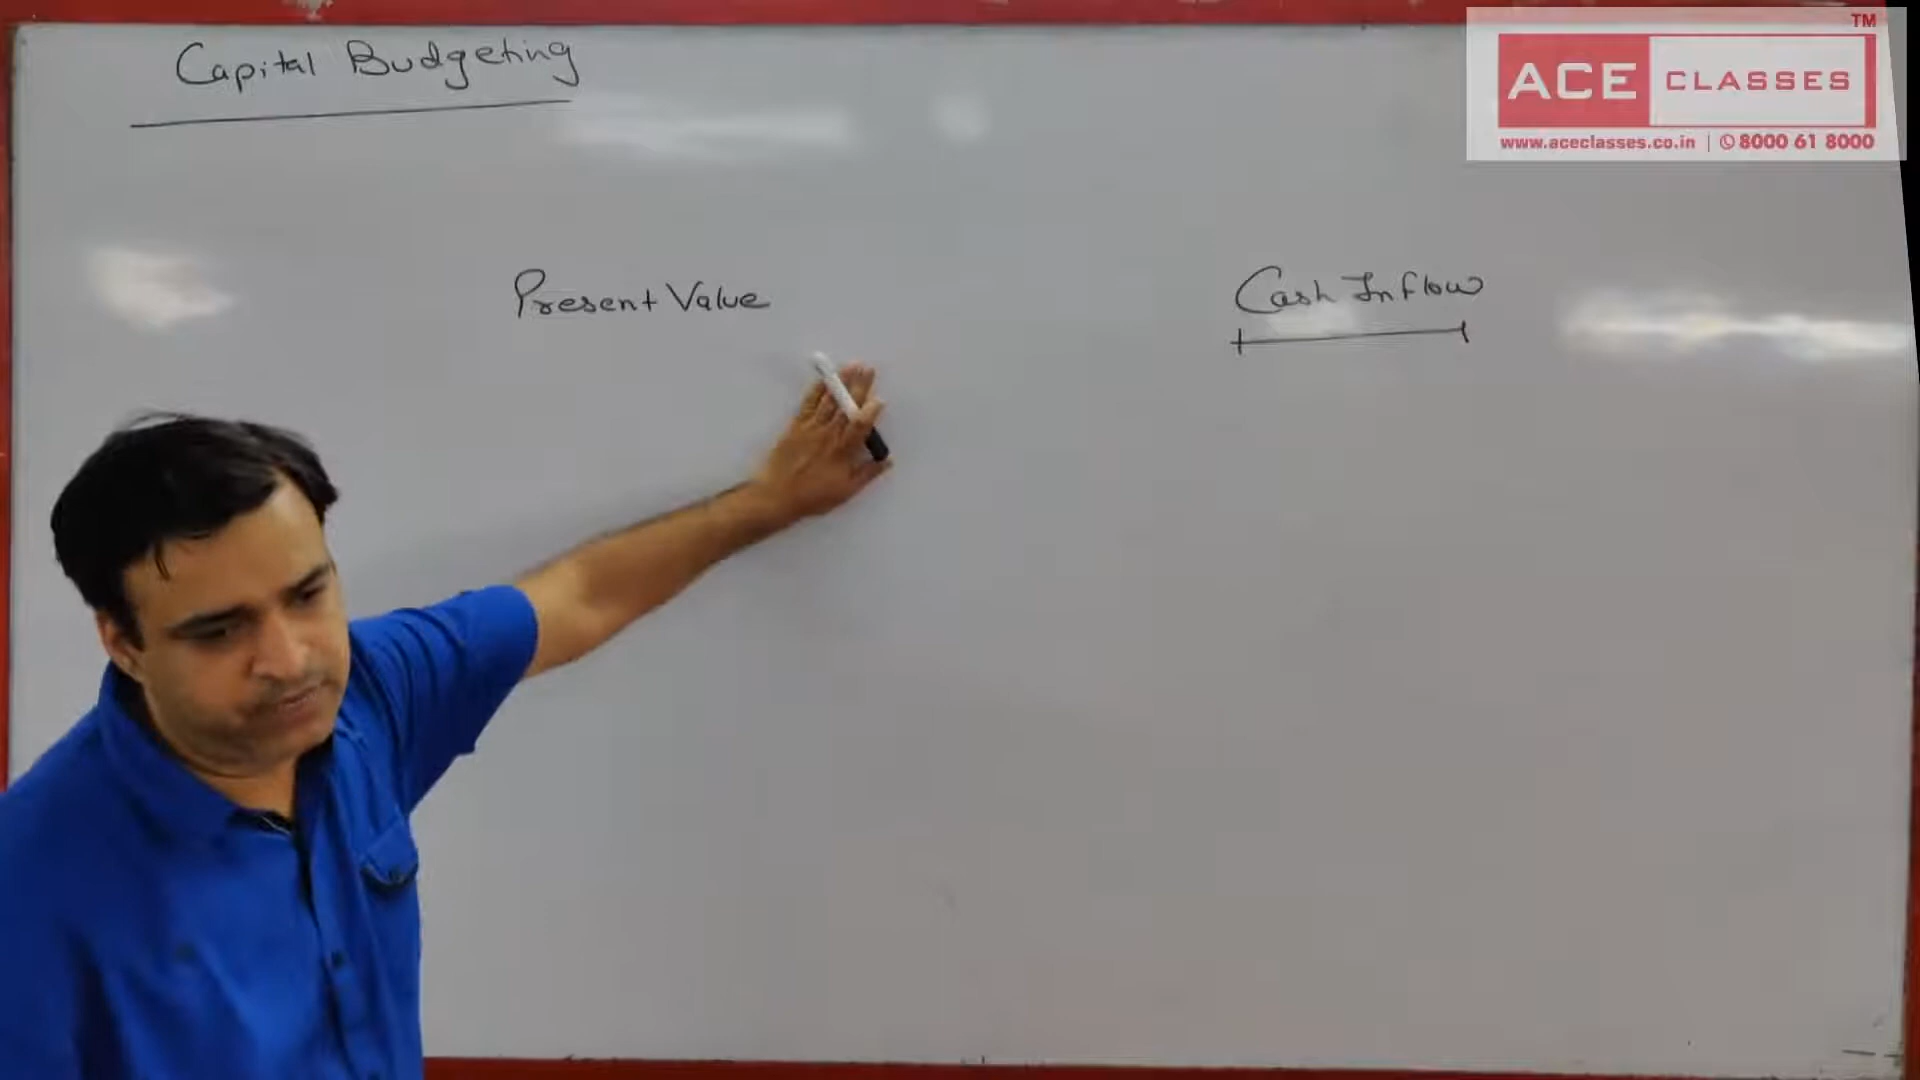 Capital Budgeting
TM
ACE CLASSES
www.aceclasses.co.in | 8000 61 8000
Present Value
Cash Inflow